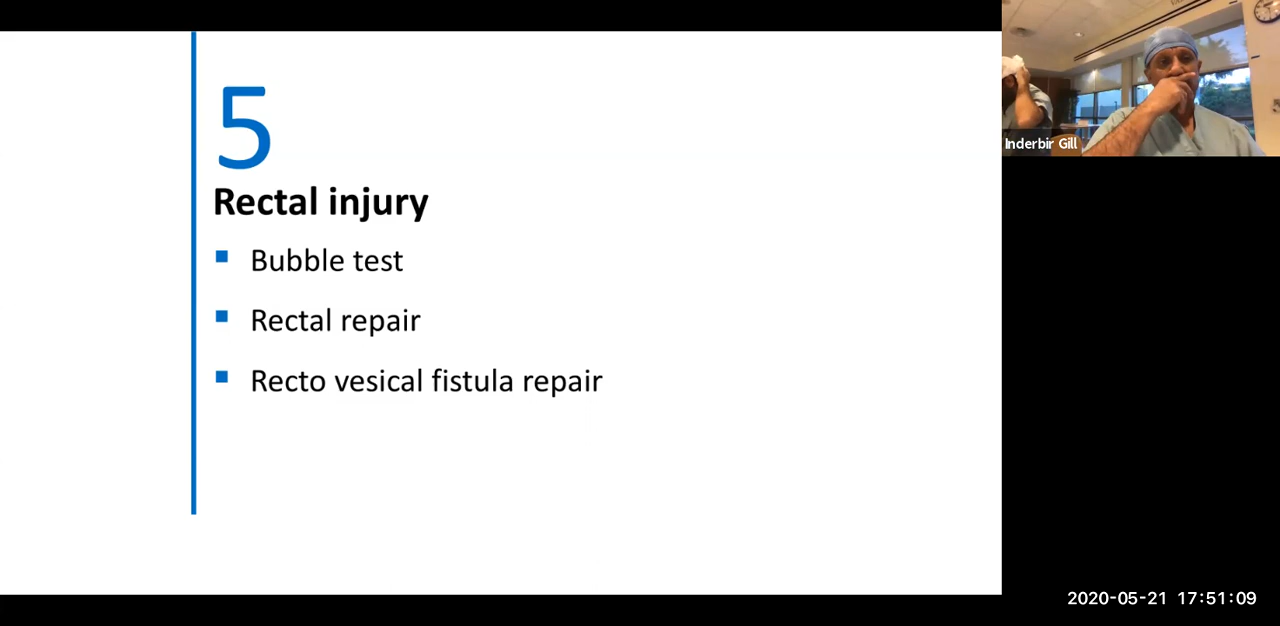 5
Rectal injury
Bubble test
Rectal repair
Recto vesical fistula repair
Inderbir Gill
2020-05-21 17:51:09